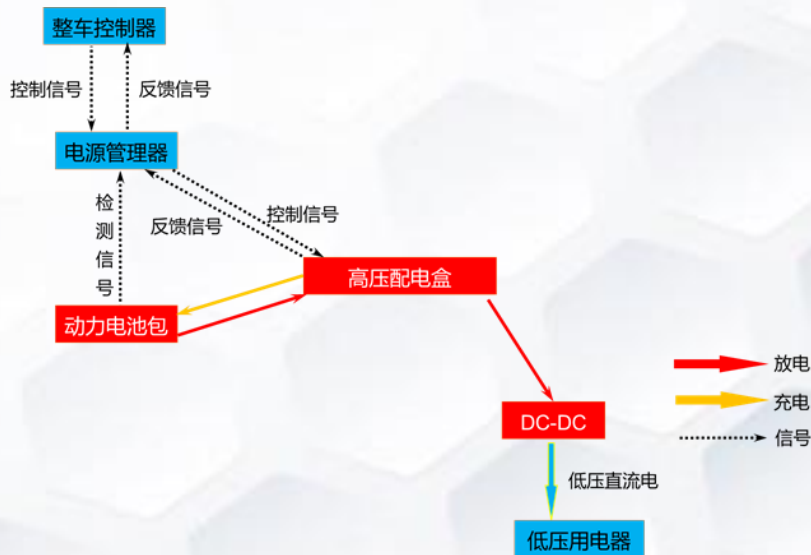 整车控制器
控制信号
反馈信号
电源管理器
检测信号
反馈信号
控制信号
高压配电盒
动力电池包
放电
充电
信号
DC-DC
低压直流电
低压用电器